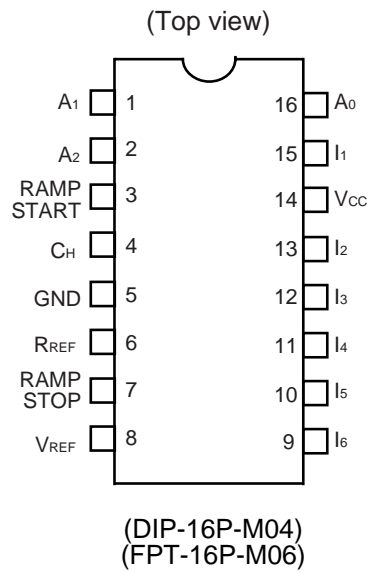 (Top view)
A1 1 16 A0
A2 2 15 I1
RAMP
START 3 14 VCC
CH 4 13 I2
GND 5 12 I3
RREF 6 11 I4
RAMP
STOP 7 10 I5
VREF 8 9 I6
(DIP-16P-M04)
(FPT-16P-M06)